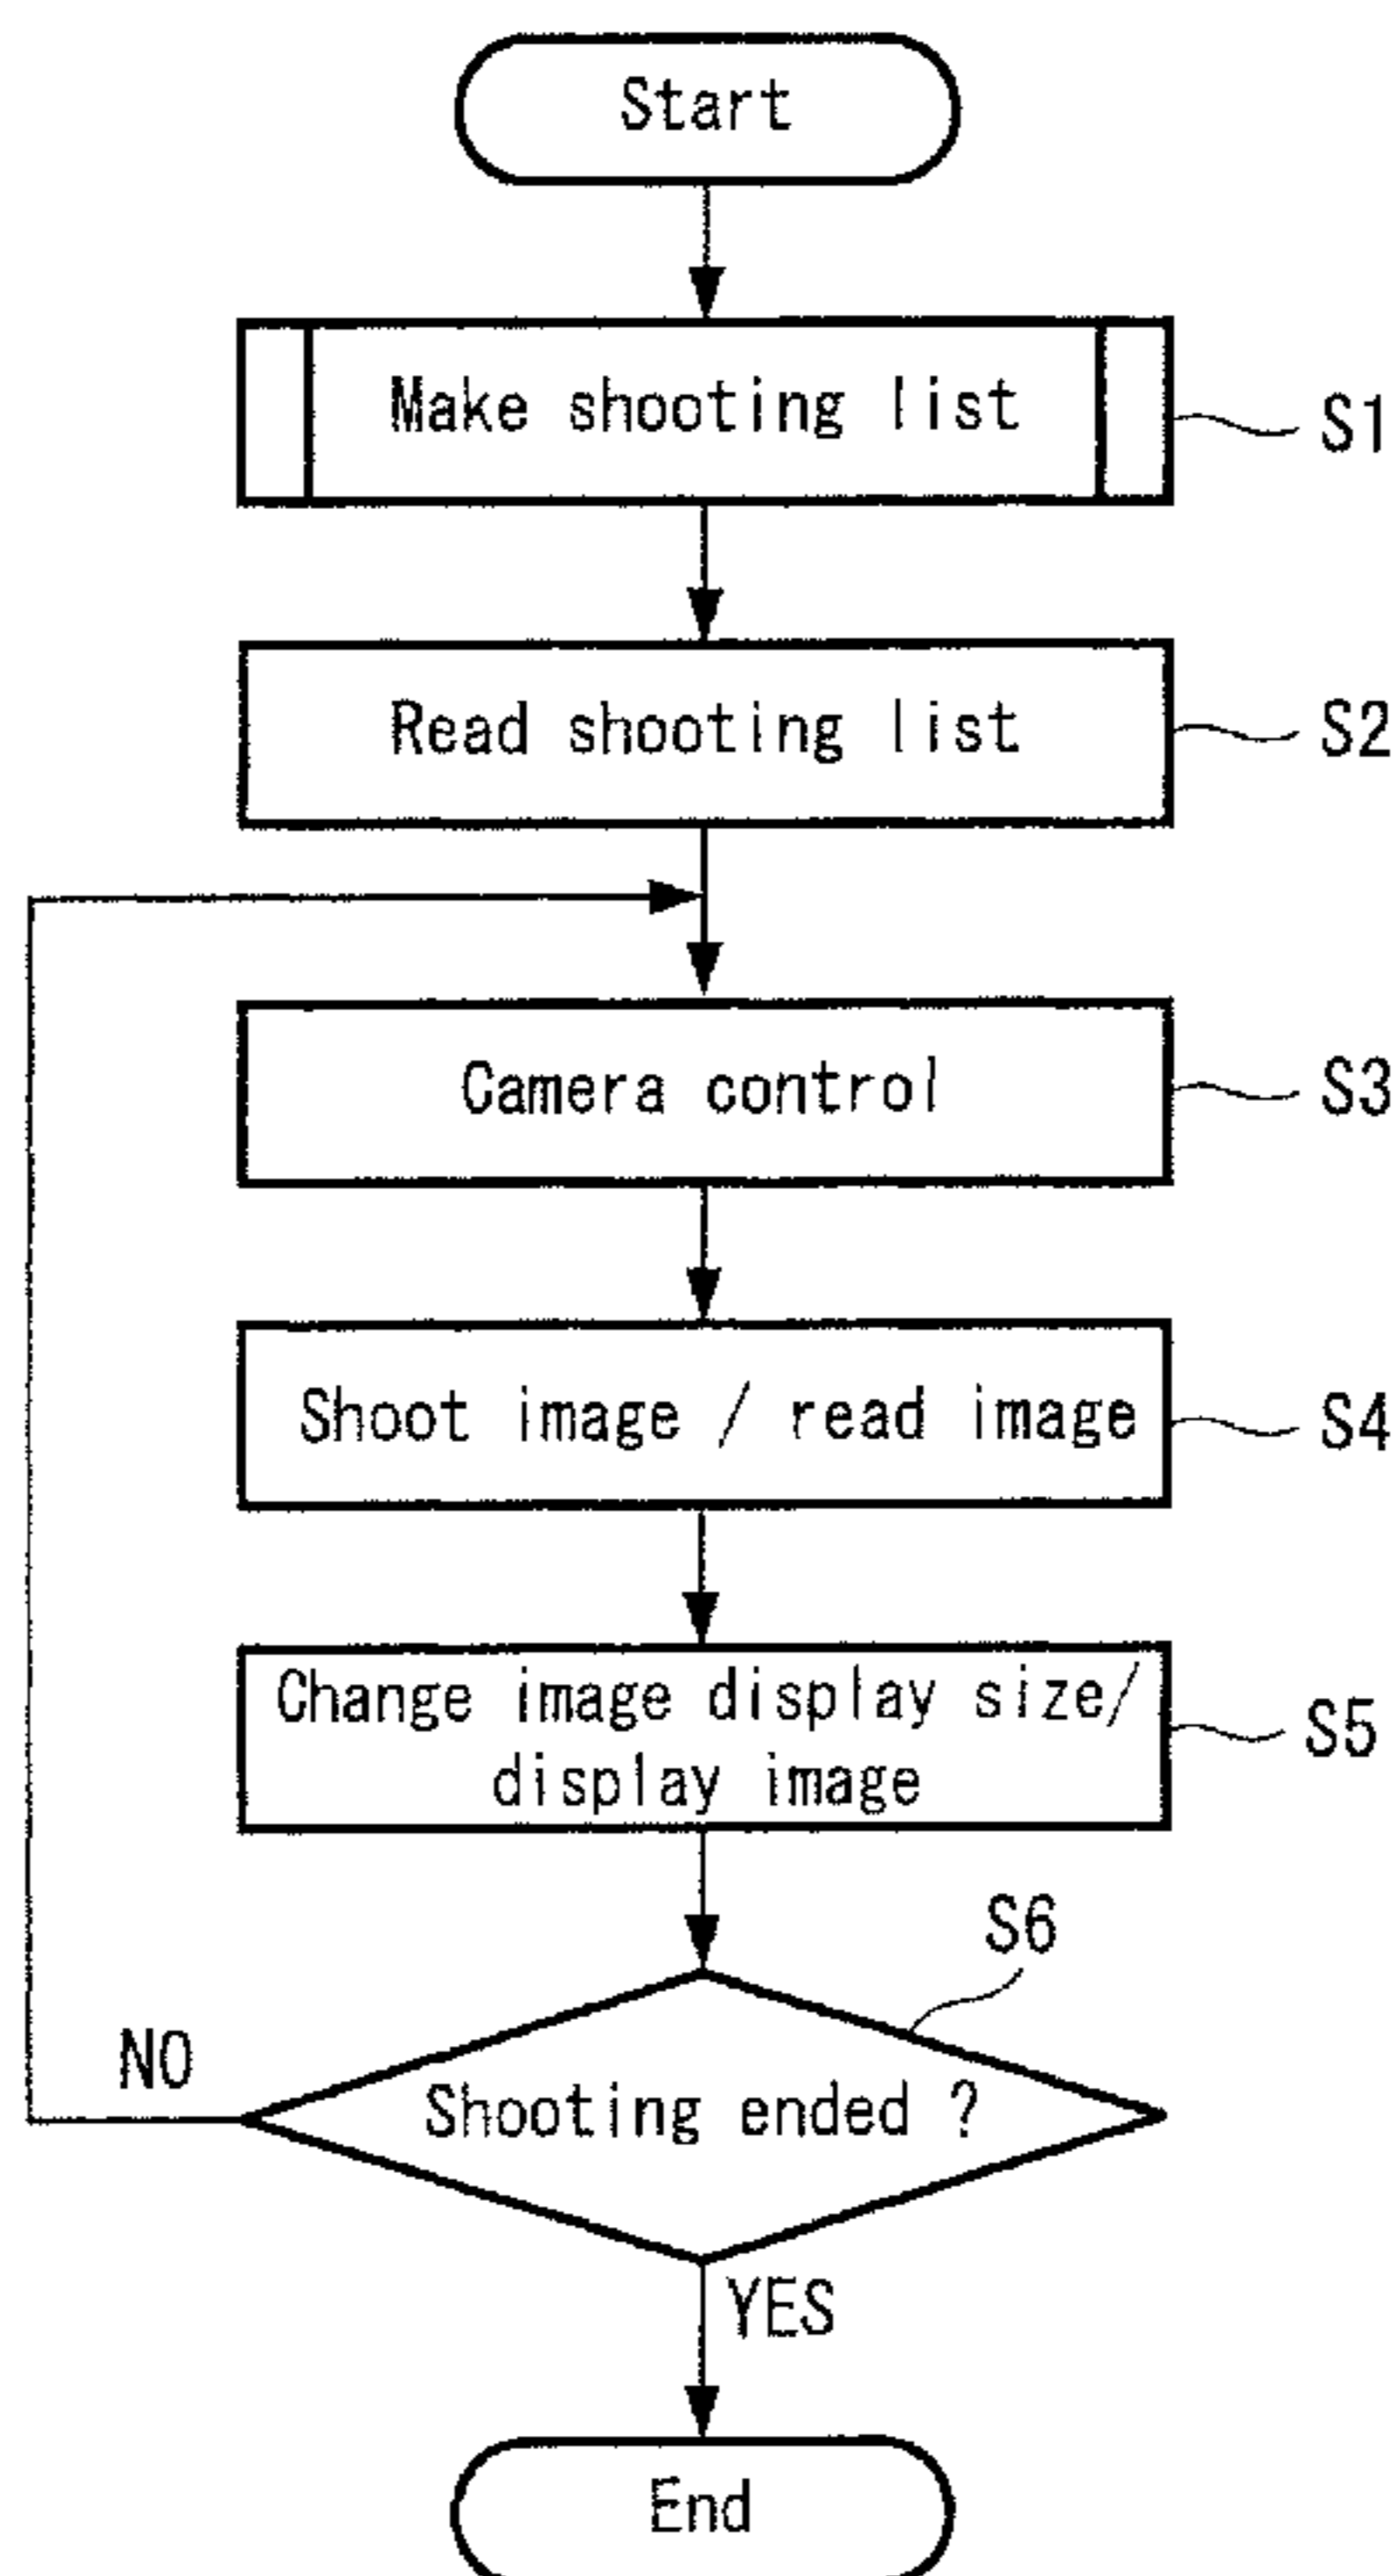 Start
Make shooting list
S1
Read shooting list
S2
Camera control
S3
Shoot image / read image
S4
Change image display size/
display image
S5
S6
Shooting ended ?
NO
YES
End